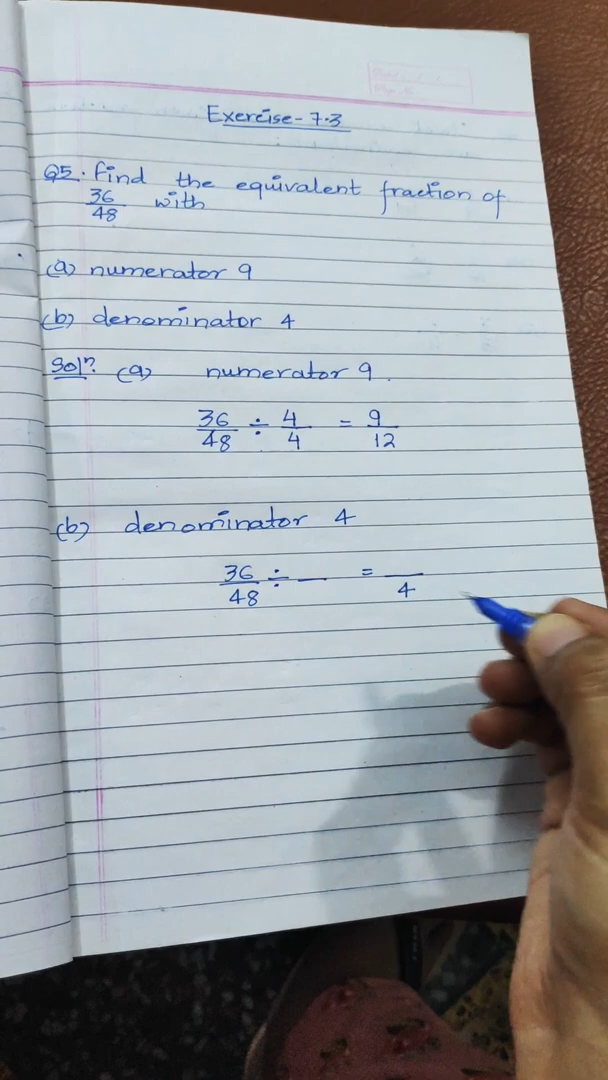 Exercise-7.3
Q5. Find the equivalent fraction of
36/48 with
(a) numerator 9
(b) denominator 4
Solⁿ. (a) numerator 9.
36/48 ÷ 4/4 = 9/12
(b) denominator 4
36/48 ÷ — = —/4